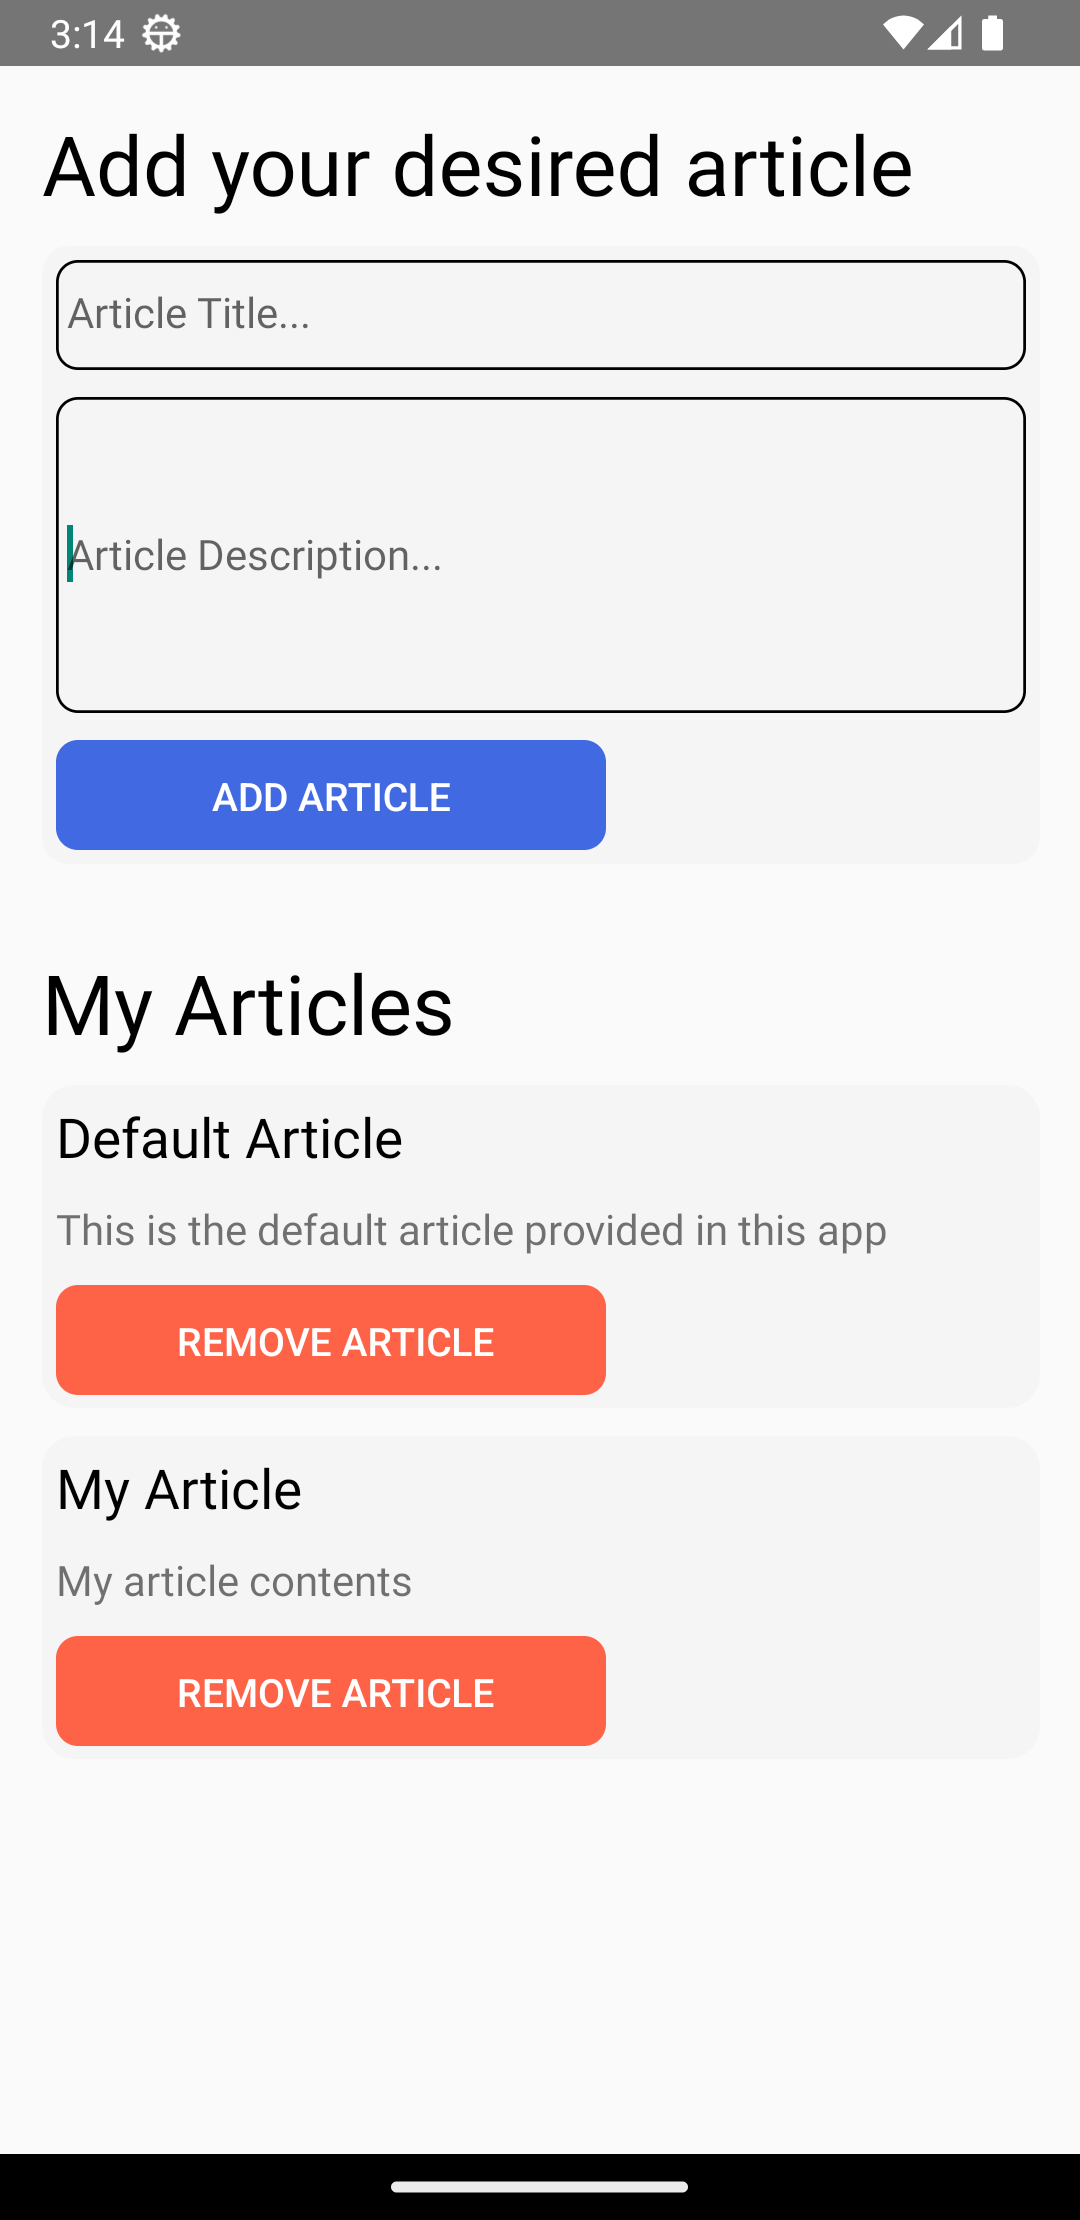 3:14
Add your desired article
Article Title...
Article Description...
ADD ARTICLE
My Articles
Default Article
This is the default article provided in this app
REMOVE ARTICLE
My Article
My article contents
REMOVE ARTICLE